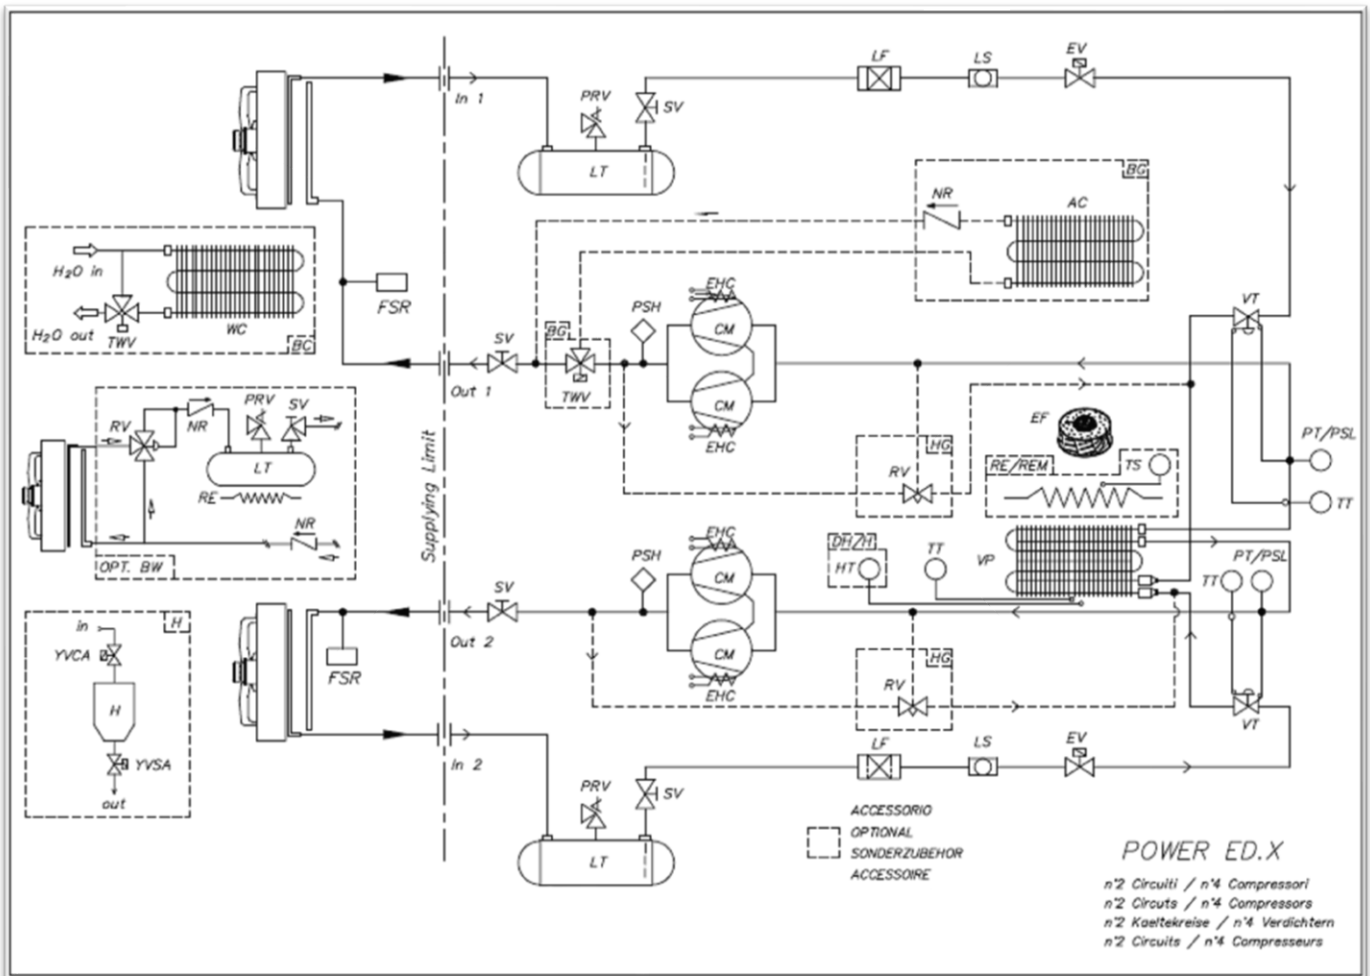 LF
LS
EV
In 1
PRV
SV
LT
BG
NR
AC
H2O in
H2O out
TWV
WC
BC
FSR
EHC
PSH
CM
VT
SV
BG
Out 1
TWV
CM
EHC
PRV
SV
RV
NR
LT
RE
NR
OPT. BW
Supplying Limit
EF
HG
RV
RE/REM
TS
PT/PSL
TT
EHC
PSH
CM
DH/H
HT
TT
VP
PT/PSL
TT
SV
Out 2
CM
EHC
HG
RV
VT
FSR
H
in
YVCA
H
YVSA
out
In 2
LF
LS
EV
PRV
SV
LT
ACCESSORIO
OPTIONAL
SONDERZUBEHOR
ACCESSOIRE
POWER ED.X
n°2 Circuiti / n°4 Compressori
n°2 Circuts / n°4 Compressors
n°2 Kaeltekreise / n°4 Verdichtern
n°2 Circuits / n°4 Compresseurs